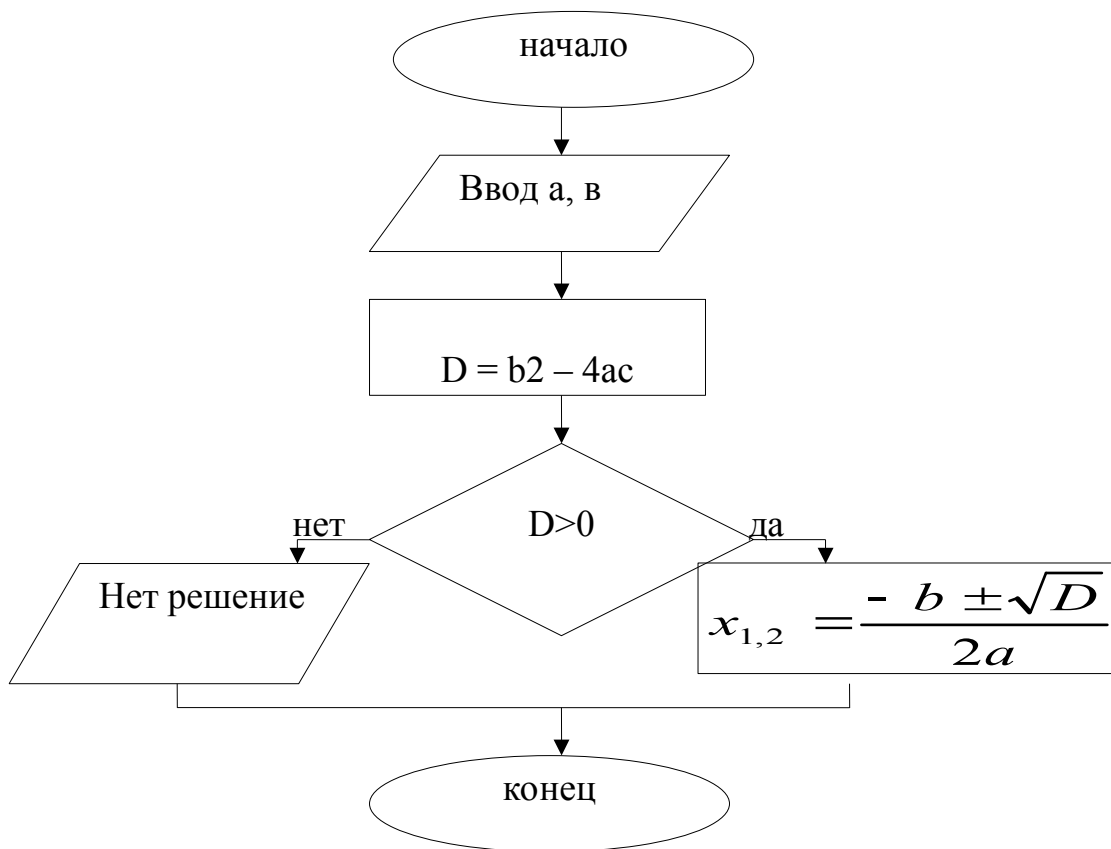 начало
Ввод а, в
D = b2 – 4ac
D>0
нет
да
Нет решение
x₁,₂ = (- b ± √D) / 2a
конец